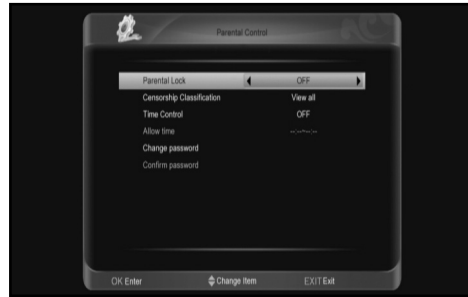 Parental Control
Parental Lock OFF
Censorship Classification View all
Time Control OFF
Allow time --:--~--:--
Change password
Confirm password
OK Enter Change Item EXIT Exit